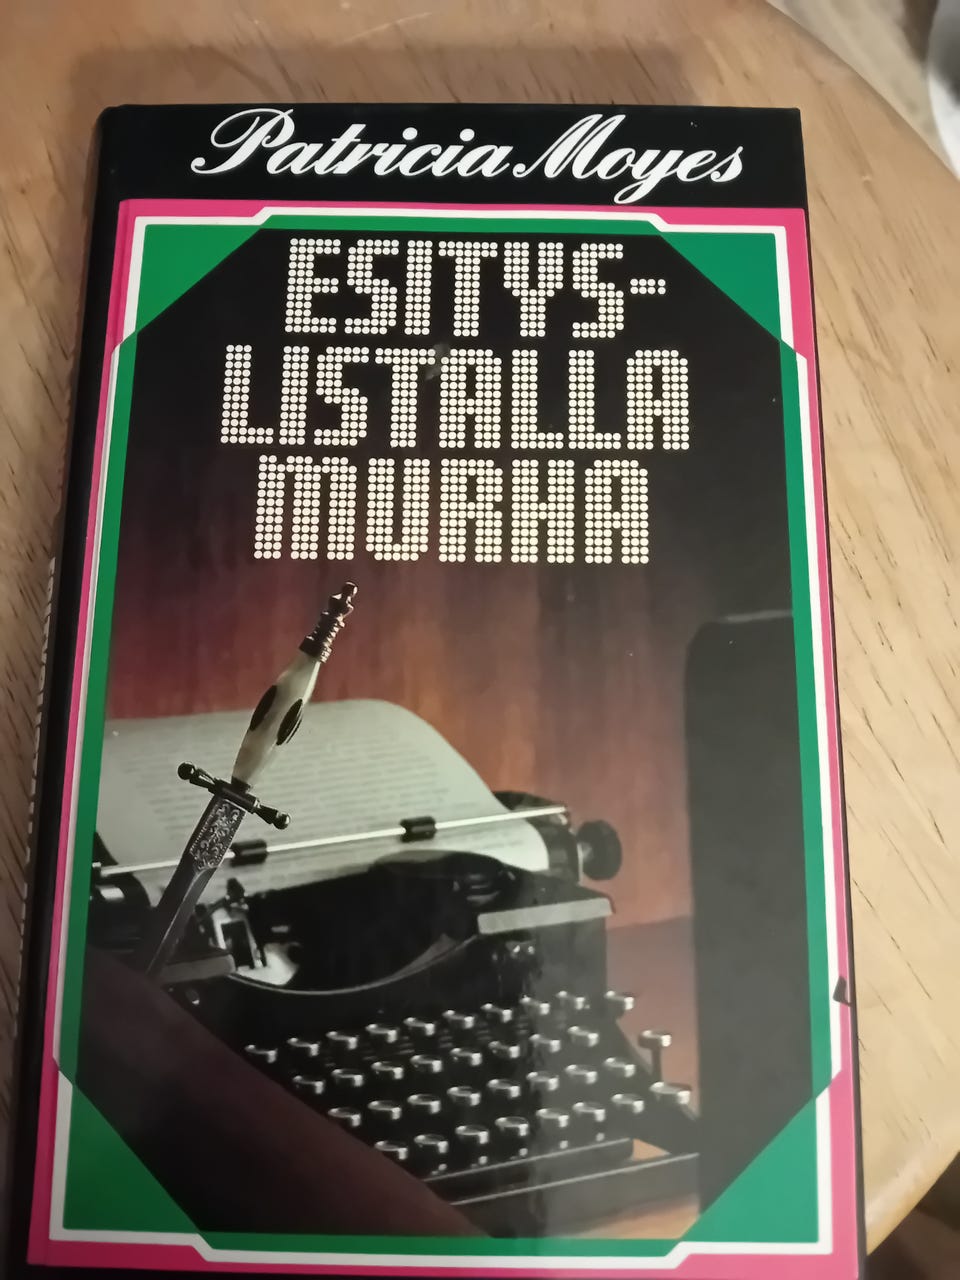 Patricia Moyes
ESITYS-
LISTALLA
MURHA